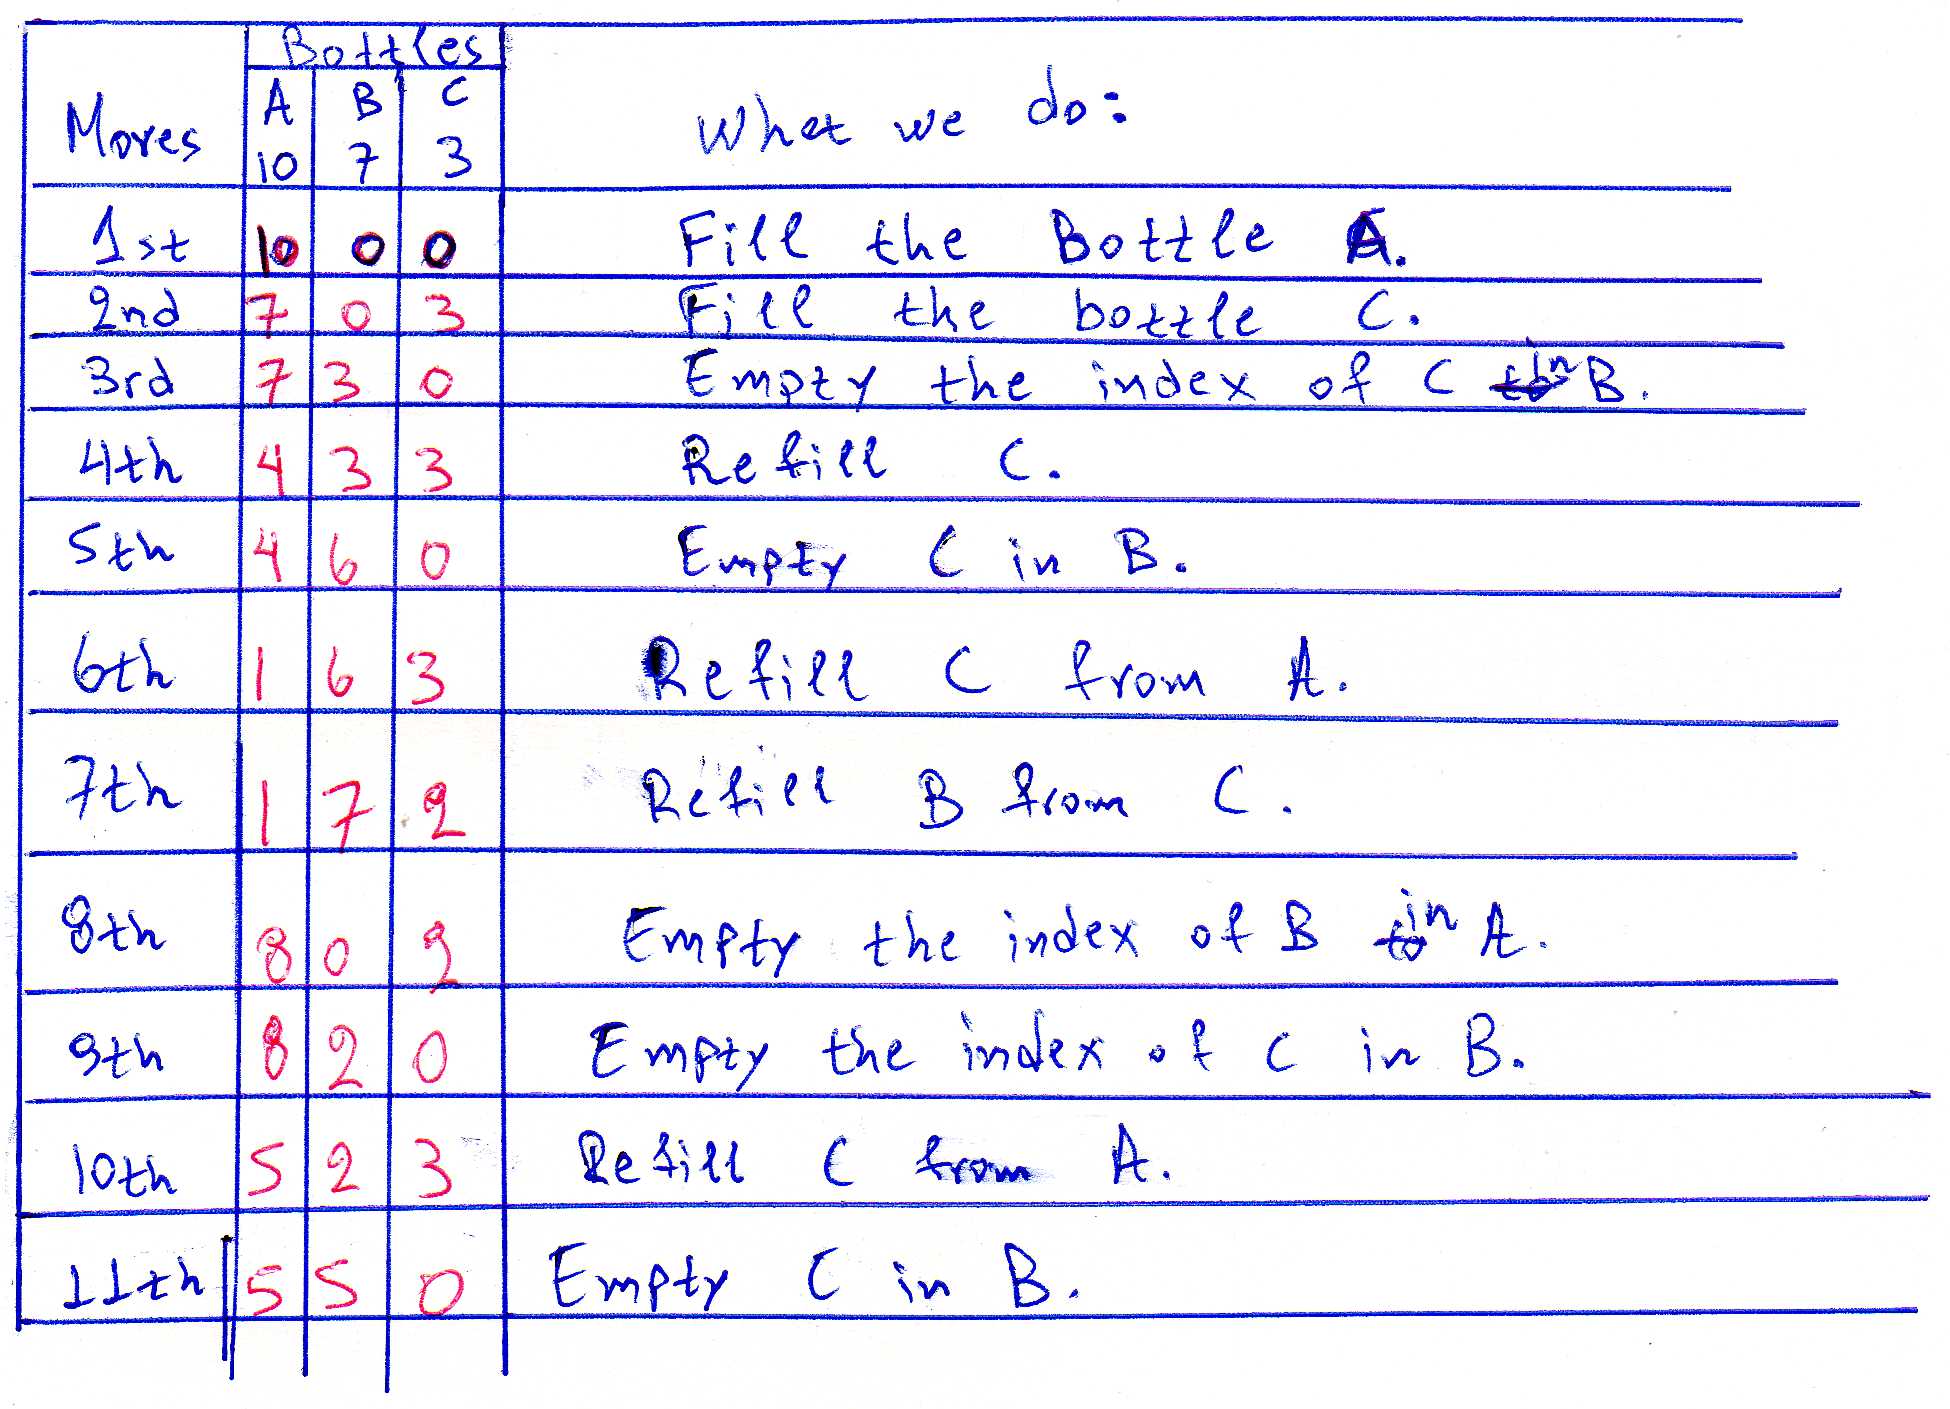 Bottles
Moves A B C What we do:
10 7 3
1st 10 0 0 Fill the Bottle A.
2nd 7 0 3 Fill the bottle C.
3rd 7 3 0 Empty the index of C in B.
4th 4 3 3 Refill C.
5th 4 6 0 Empty C in B.
6th 1 6 3 Refill C from A.
7th 1 7 2 Refill B from C.
8th 8 0 2 Empty the index of B in A.
9th 8 2 0 Empty the index of C in B.
10th 5 2 3 Refill C from A.
11th 5 5 0 Empty C in B.